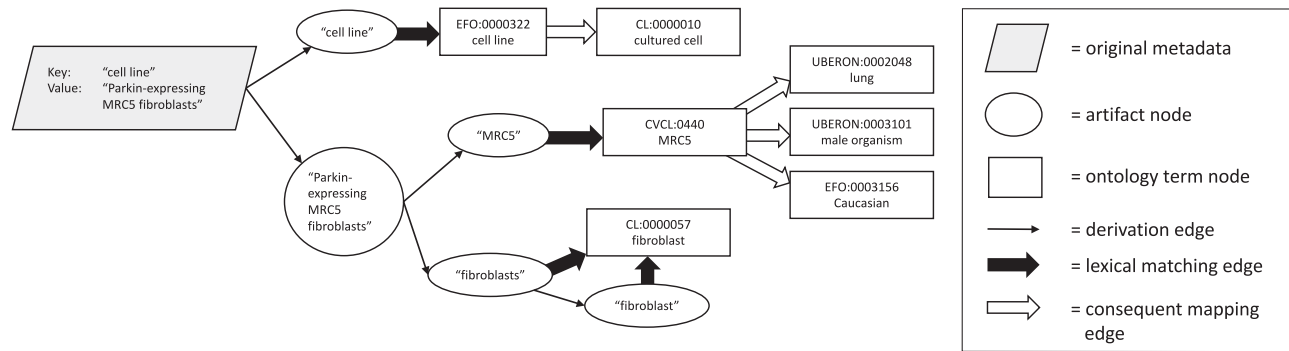 Key: "cell line"
Value: "Parkin-expressing
MRC5 fibroblasts"
"cell line"
EFO:0000322
cell line
CL:0000010
cultured cell
"Parkin-
expressing
MRC5
fibroblasts"
"MRC5"
CVCL:0440
MRC5
UBERON:0002048
lung
UBERON:0003101
male organism
EFO:0003156
Caucasian
CL:0000057
fibroblast
"fibroblasts"
"fibroblast"
= original metadata
= artifact node
= ontology term node
= derivation edge
= lexical matching edge
= consequent mapping
edge